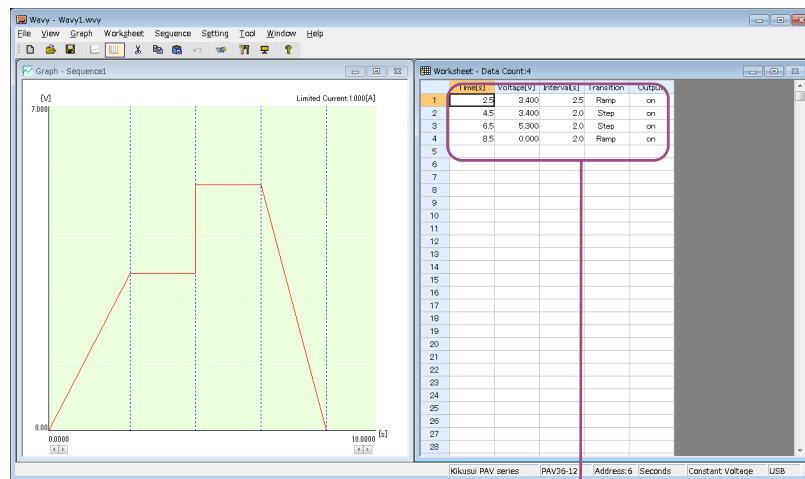 Wavy - Wavy1.wvy
File View Graph Worksheet Sequence Setting Tool Window Help
Graph - Sequence1
[V]
Limited Current:1.000[A]
7.000
0.00
0.0000
10.0000
[s]
Worksheet - Data Count:4
Time[s] Voltage[V] Interval[s] Transition Output
1 2.5 3.400 2.5 Ramp on
2 4.5 3.400 2.0 Step on
3 6.5 5.300 2.0 Step on
4 8.5 0.000 2.0 Ramp on
5
6
7
8
9
10
11
12
13
14
15
16
17
18
19
20
21
22
23
24
25
26
27
28
Kikusui PAV series PAV36-12 Address:6 Seconds Constant Voltage USB